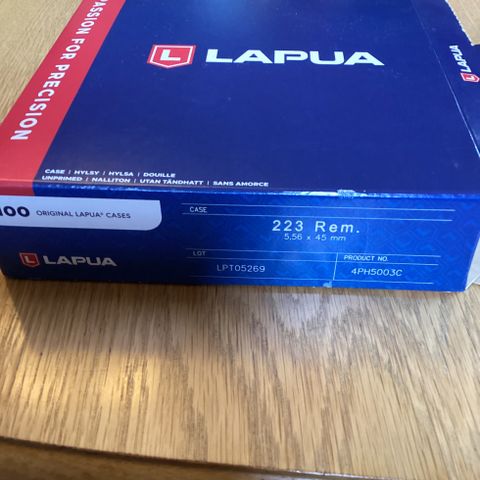 PASSION FOR PRECISION
L LAPUA
L LAPUA
CASE / HYLSY / HYLSA / DOUILLE
UNPRIMED / NALLITON / UTAN TÄNDHATT / SANS AMORCE
100 ORIGINAL LAPUA® CASES
CASE
223 Rem.
5,56 x 45 mm
L LAPUA
LOT
LPT05269
PRODUCT NO.
4PH5003C